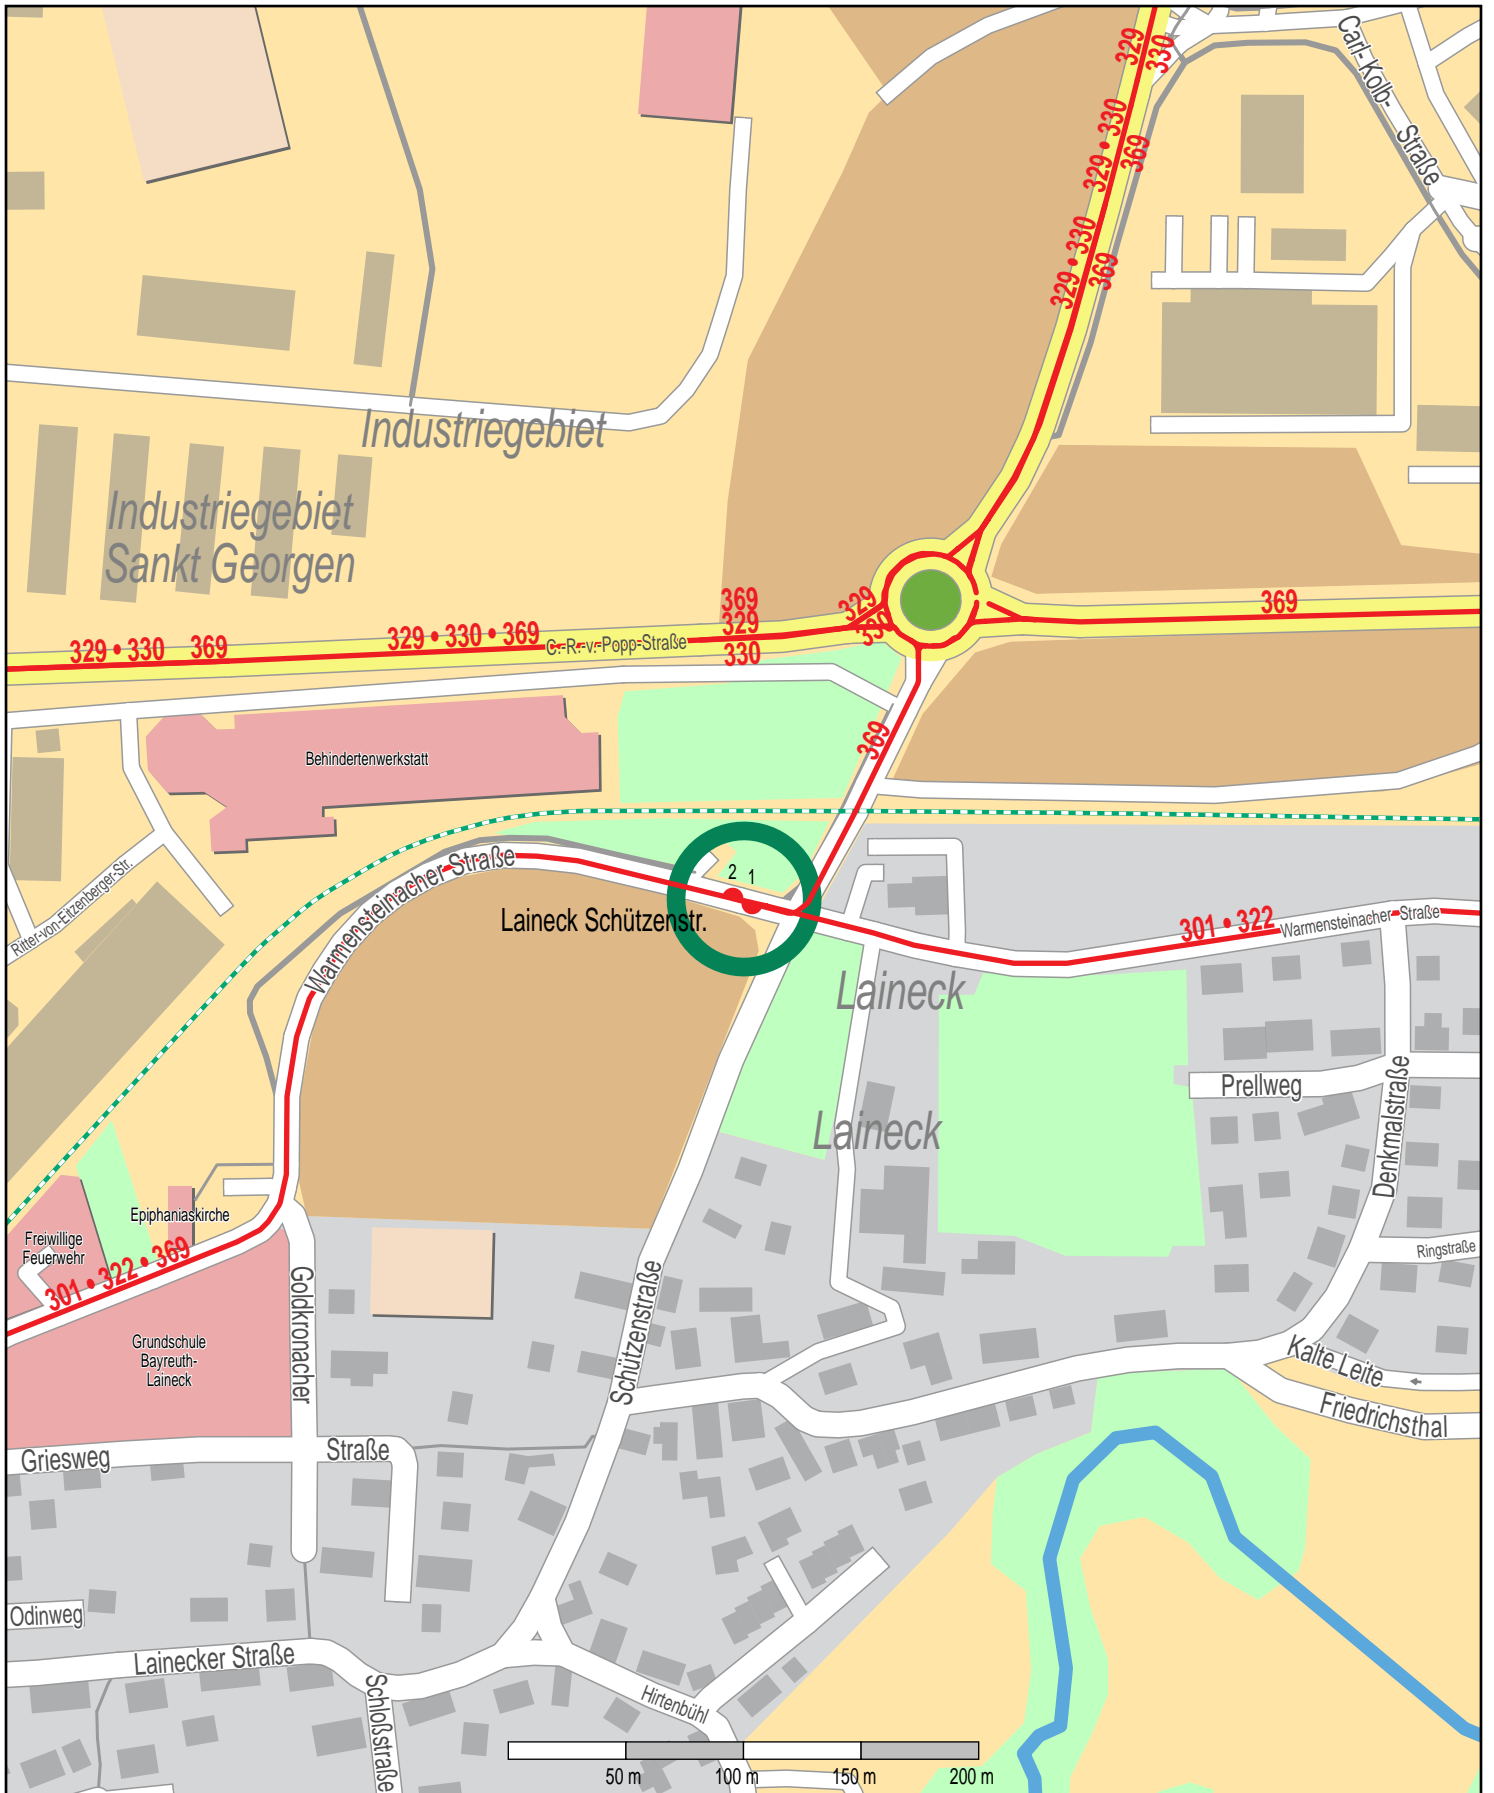 329
330
Carl-Kolb-
Straße
329 • 330
369
329 • 330
369
Industriegebiet
Industriegebiet
Sankt Georgen
369
329
330
329
330
369
329 • 330
369
329 • 330 • 369
C.-R.-v.-Popp-Straße
369
Behindertenwerkstatt
Ritter-von-Eitzenberger-Str.
Warmensteinacher Straße
2
1
Laineck Schützenstr.
301 • 322
Warmensteinacher Straße
Laineck
Laineck
Prellweg
Denkmalstraße
Ringstraße
Epiphaniaskirche
Freiwillige
Feuerwehr
301 • 322 • 369
Grundschule
Bayreuth-
Laineck
Goldkronacher
Straße
Schützenstraße
Kalte Leite
Friedrichsthal
Griesweg
Odinweg
Lainecker Straße
Schloßstraße
Hirtenbühl
50 m
100 m
150 m
200 m